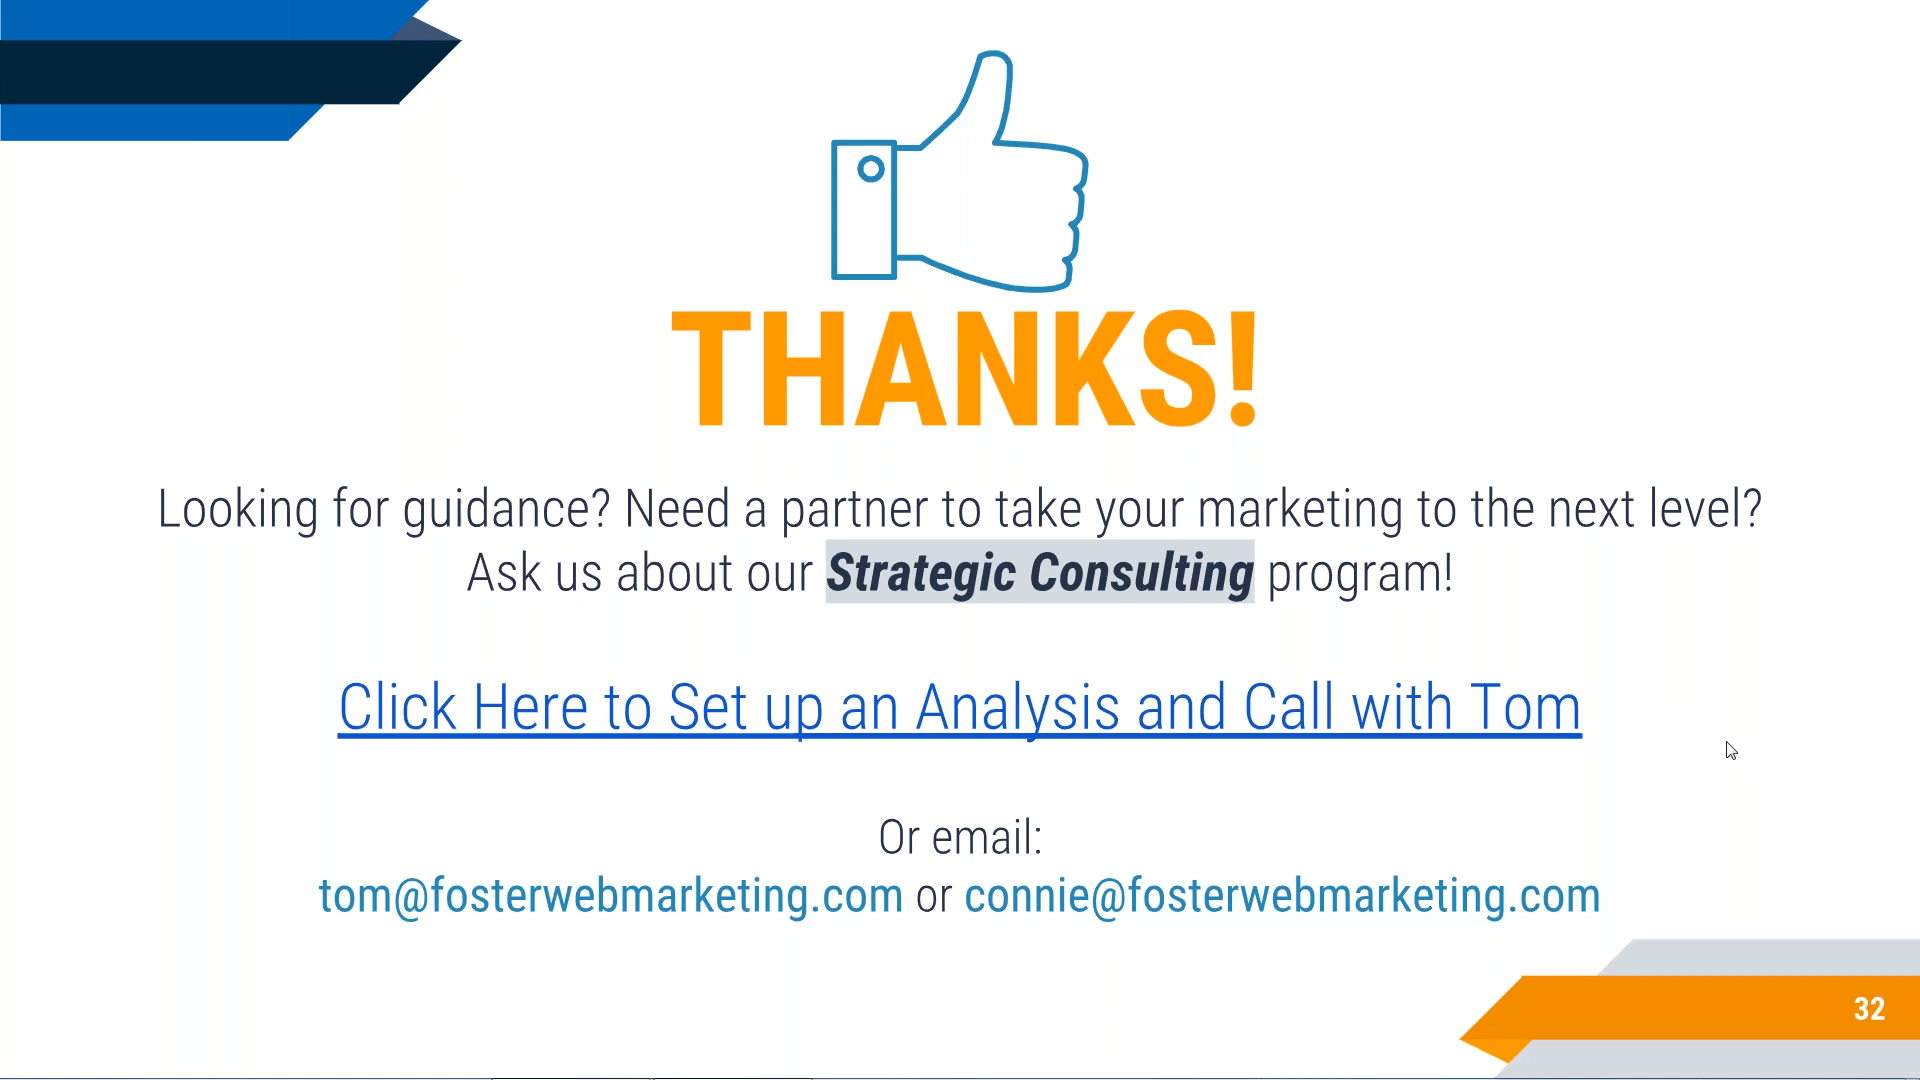 THANKS!
Looking for guidance? Need a partner to take your marketing to the next level?
Ask us about our Strategic Consulting program!
Click Here to Set up an Analysis and Call with Tom
Or email:
tom@fosterwebmarketing.com or connie@fosterwebmarketing.com
32